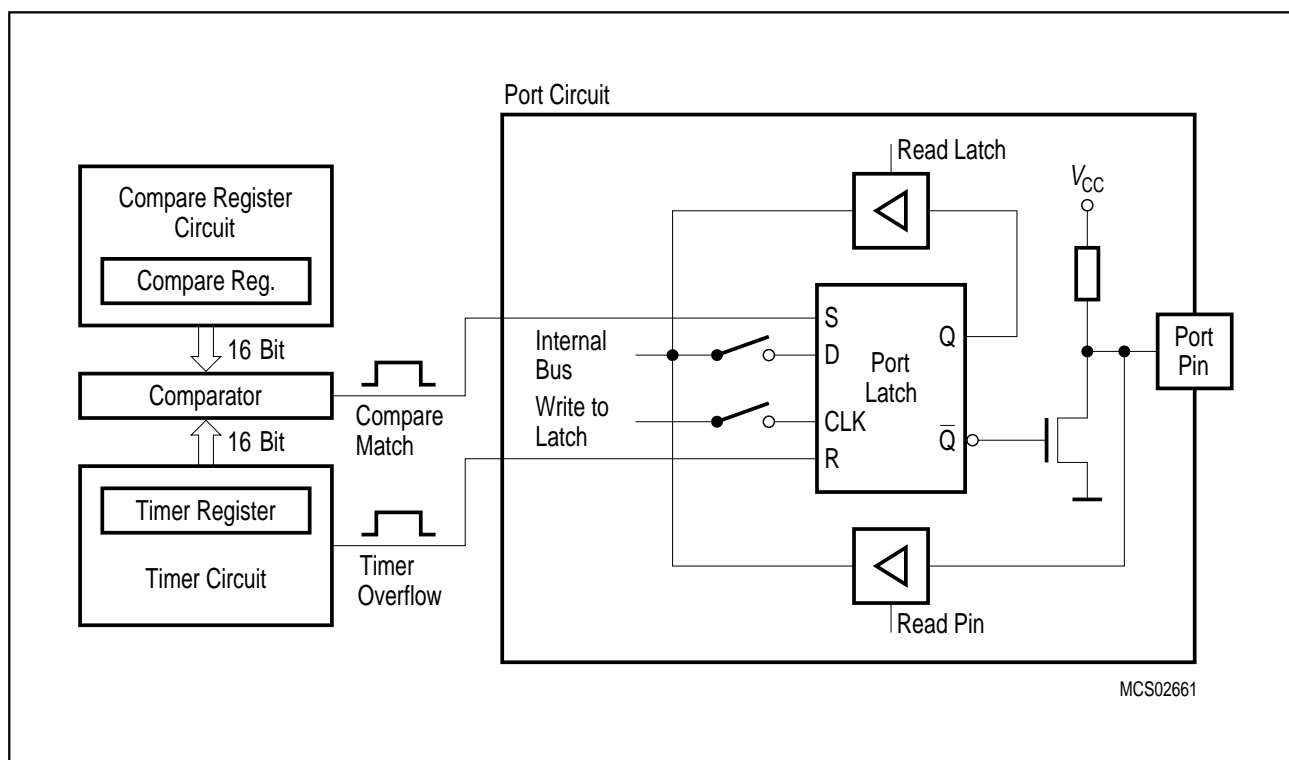 Port Circuit
Read Latch
V
CC
Compare Register
Circuit
Compare Reg.
16 Bit
Comparator
16 Bit
Timer Register
Timer Circuit
Compare
Match
Timer
Overflow
Internal
Bus
Write to
Latch
S
D
CLK
R
Port
Latch
Q
Q̅
Port
Pin
Read Pin
MCS02661